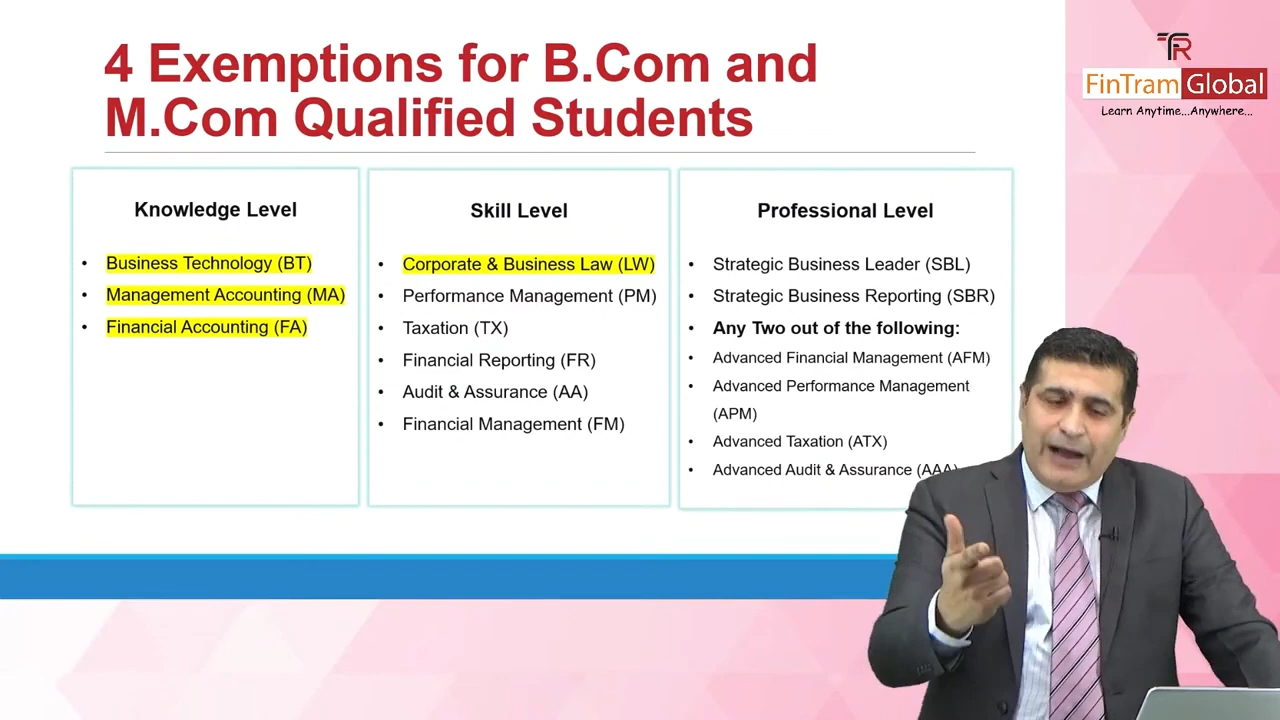 4 Exemptions for B.Com and
M.Com Qualified Students
TR
FinTram Global
Learn Anytime...Anywhere...
Knowledge Level
• Business Technology (BT)
• Management Accounting (MA)
• Financial Accounting (FA)
Skill Level
• Corporate & Business Law (LW)
• Performance Management (PM)
• Taxation (TX)
• Financial Reporting (FR)
• Audit & Assurance (AA)
• Financial Management (FM)
Professional Level
• Strategic Business Leader (SBL)
• Strategic Business Reporting (SBR)
• Any Two out of the following:
• Advanced Financial Management (AFM)
• Advanced Performance Management
(APM)
• Advanced Taxation (ATX)
• Advanced Audit & Assurance (AAA)